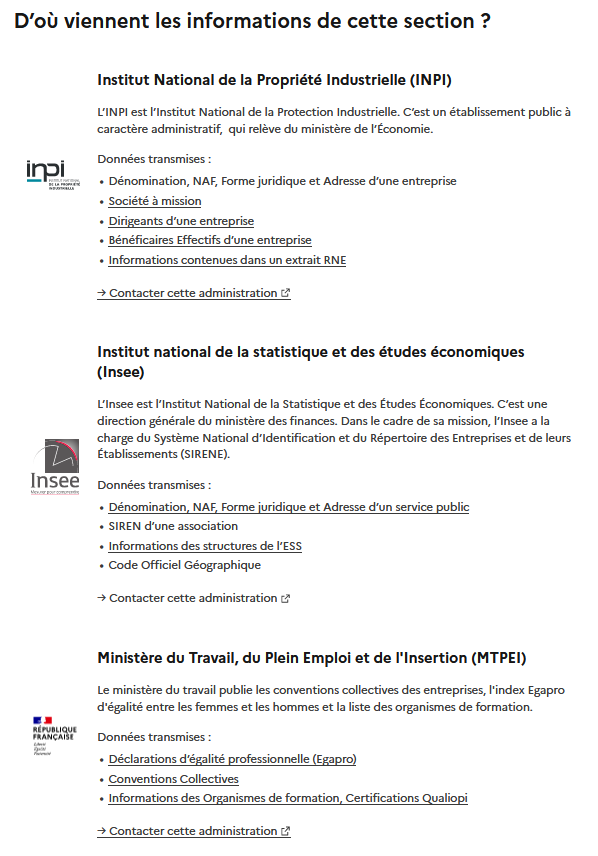 D’où viennent les informations de cette section ?
Institut National de la Propriété Industrielle (INPI)
L’INPI est l’Institut National de la Protection Industrielle. C’est un établissement public à
caractère administratif, qui relève du ministère de l’Économie.
inpi
INSTITUT NATIONAL
DE LA PROPRIÉTÉ
INDUSTRIELLE
Données transmises :
• Dénomination, NAF, Forme juridique et Adresse d’une entreprise
• Société à mission
• Dirigeants d’une entreprise
• Bénéficaires Effectifs d’une entreprise
• Informations contenues dans un extrait RNE
→ Contacter cette administration
Institut national de la statistique et des études économiques
(Insee)
L’Insee est l’Institut National de la Statistique et des Études Économiques. C’est une
direction générale du ministère des finances. Dans le cadre de sa mission, l’Insee a la
charge du Système National d’Identification et du Répertoire des Entreprises et de leurs
Établissements (SIRENE).
Insee
Mesurer pour comprendre
Données transmises :
• Dénomination, NAF, Forme juridique et Adresse d’un service public
• SIREN d’une association
• Informations des structures de l’ESS
• Code Officiel Géographique
→ Contacter cette administration
Ministère du Travail, du Plein Emploi et de l'Insertion (MTPEI)
Le ministère du travail publie les conventions collectives des entreprises, l'index Egapro
d'égalité entre les femmes et les hommes et la liste des organismes de formation.
RÉPUBLIQUE
FRANÇAISE
Liberté
Égalité
Fraternité
Données transmises :
• Déclarations d’égalité professionnelle (Egapro)
• Conventions Collectives
• Informations des Organismes de formation, Certifications Qualiopi
→ Contacter cette administration